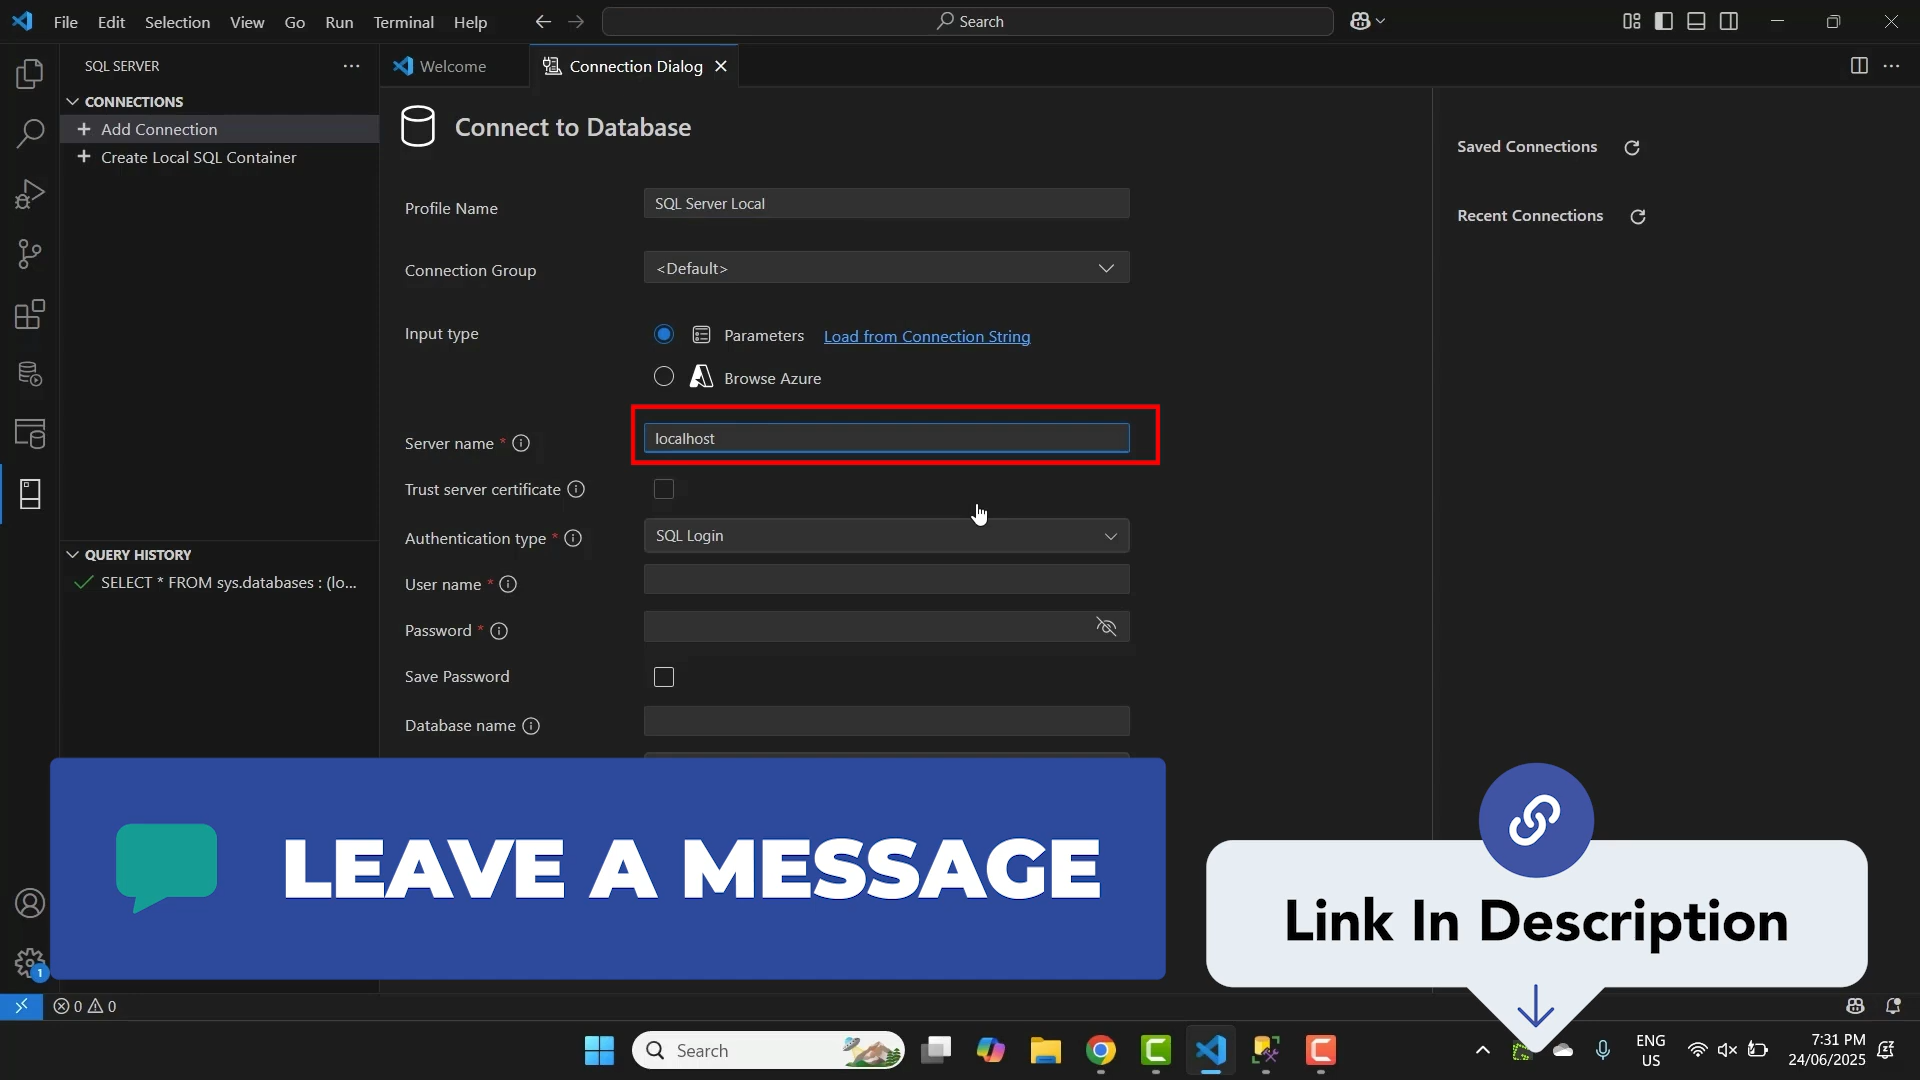 File Edit Selection View Go Run Terminal Help
Search
SQL SERVER
Welcome
Connection Dialog
CONNECTIONS
Add Connection
Create Local SQL Container
Connect to Database
Saved Connections
Recent Connections
Profile Name
SQL Server Local
Connection Group
<Default>
Input type
Parameters
Load from Connection String
Browse Azure
Server name *
localhost
Trust server certificate
Authentication type *
SQL Login
User name *
Password *
Save Password
Database name
QUERY HISTORY
SELECT * FROM sys.databases : (lo...
LEAVE A MESSAGE
Link In Description
1
0 0
Search
ENG
US
7:31 PM
24/06/2025